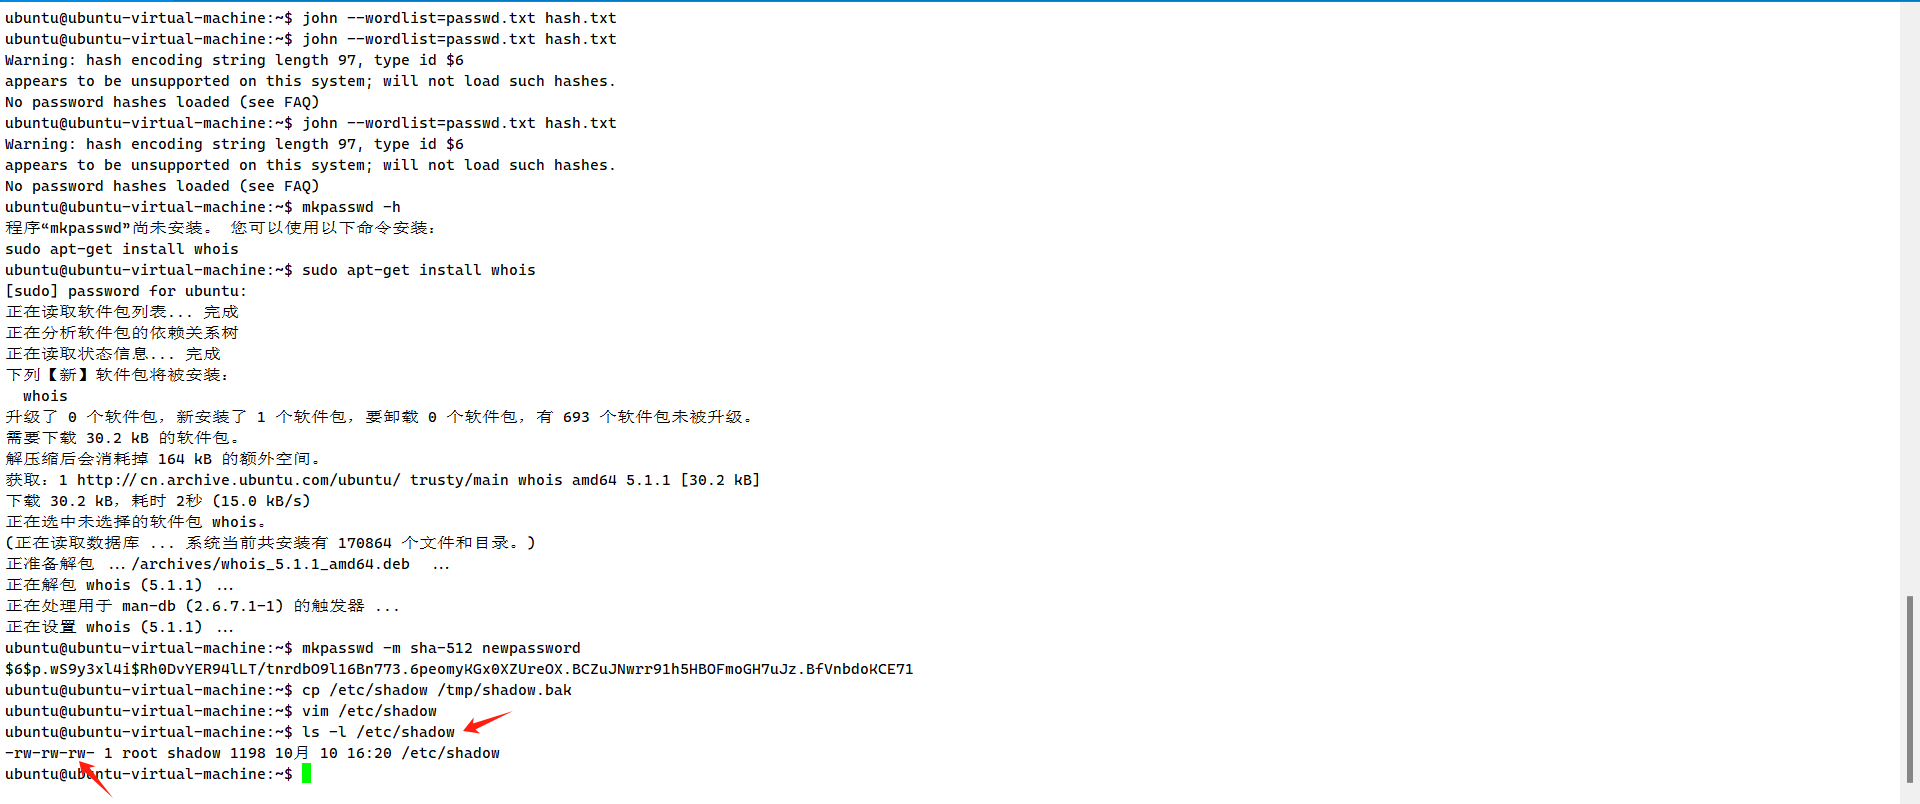 ubuntu@ubuntu-virtual-machine:~$ john --wordlist=passwd.txt hash.txt
ubuntu@ubuntu-virtual-machine:~$ john --wordlist=passwd.txt hash.txt
Warning: hash encoding string length 97, type id $6
appears to be unsupported on this system; will not load such hashes.
No password hashes loaded (see FAQ)
ubuntu@ubuntu-virtual-machine:~$ john --wordlist=passwd.txt hash.txt
Warning: hash encoding string length 97, type id $6
appears to be unsupported on this system; will not load such hashes.
No password hashes loaded (see FAQ)
ubuntu@ubuntu-virtual-machine:~$ mkpasswd -h
程序“mkpasswd”尚未安装。 您可以使用以下命令安装：
sudo apt-get install whois
ubuntu@ubuntu-virtual-machine:~$ sudo apt-get install whois
[sudo] password for ubuntu:
正在读取软件包列表... 完成
正在分析软件包的依赖关系树
正在读取状态信息... 完成
下列【新】软件包将被安装：
whois
升级了 0 个软件包，新安装了 1 个软件包，要卸载 0 个软件包，有 693 个软件包未被升级。
需要下载 30.2 kB 的软件包。
解压缩后会消耗掉 164 kB 的额外空间。
获取：1 http://cn.archive.ubuntu.com/ubuntu/ trusty/main whois amd64 5.1.1 [30.2 kB]
下载 30.2 kB，耗时 2秒 (15.0 kB/s)
正在选中未选择的软件包 whois。
(正在读取数据库 ... 系统当前共安装有 170864 个文件和目录。)
正准备解包 .../archives/whois_5.1.1_amd64.deb  ...
正在解包 whois (5.1.1) ...
正在处理用于 man-db (2.6.7.1-1) 的触发器 ...
正在设置 whois (5.1.1) ...
ubuntu@ubuntu-virtual-machine:~$ mkpasswd -m sha-512 newpassword
$6$p.wS9y3xl4i$Rh0DvYER94lLT/tnrdbO9l16Bn773.6peomyKGx0XZUreOX.BCZuJNwrr91h5HBOFmoGH7uJz.BfVnbdoKCE71
ubuntu@ubuntu-virtual-machine:~$ cp /etc/shadow /tmp/shadow.bak
ubuntu@ubuntu-virtual-machine:~$ vim /etc/shadow
ubuntu@ubuntu-virtual-machine:~$ ls -l /etc/shadow
-rw-rw-rw- 1 root shadow 1198 10月 10 16:20 /etc/shadow
ubuntu@ubuntu-virtual-machine:~$